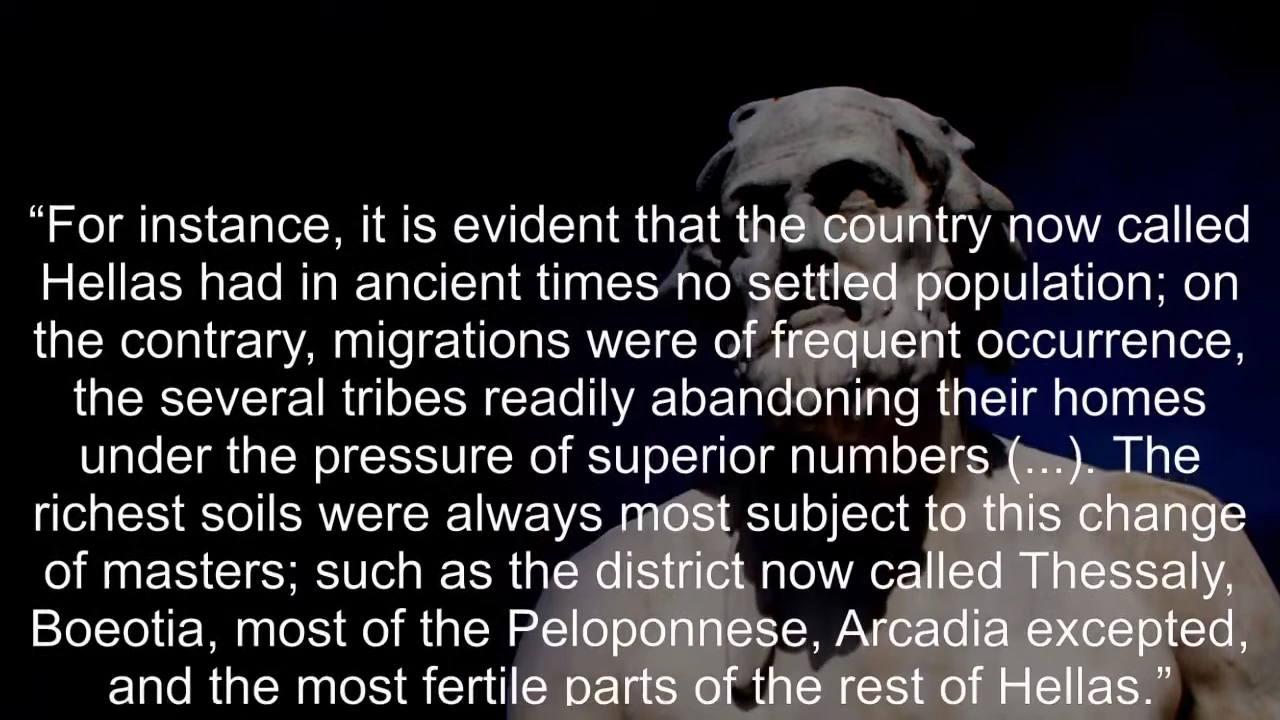 “For instance, it is evident that the country now called
Hellas had in ancient times no settled population; on
the contrary, migrations were of frequent occurrence,
the several tribes readily abandoning their homes
under the pressure of superior numbers (...). The
richest soils were always most subject to this change
of masters; such as the district now called Thessaly,
Boeotia, most of the Peloponnese, Arcadia excepted,
and the most fertile parts of the rest of Hellas.”